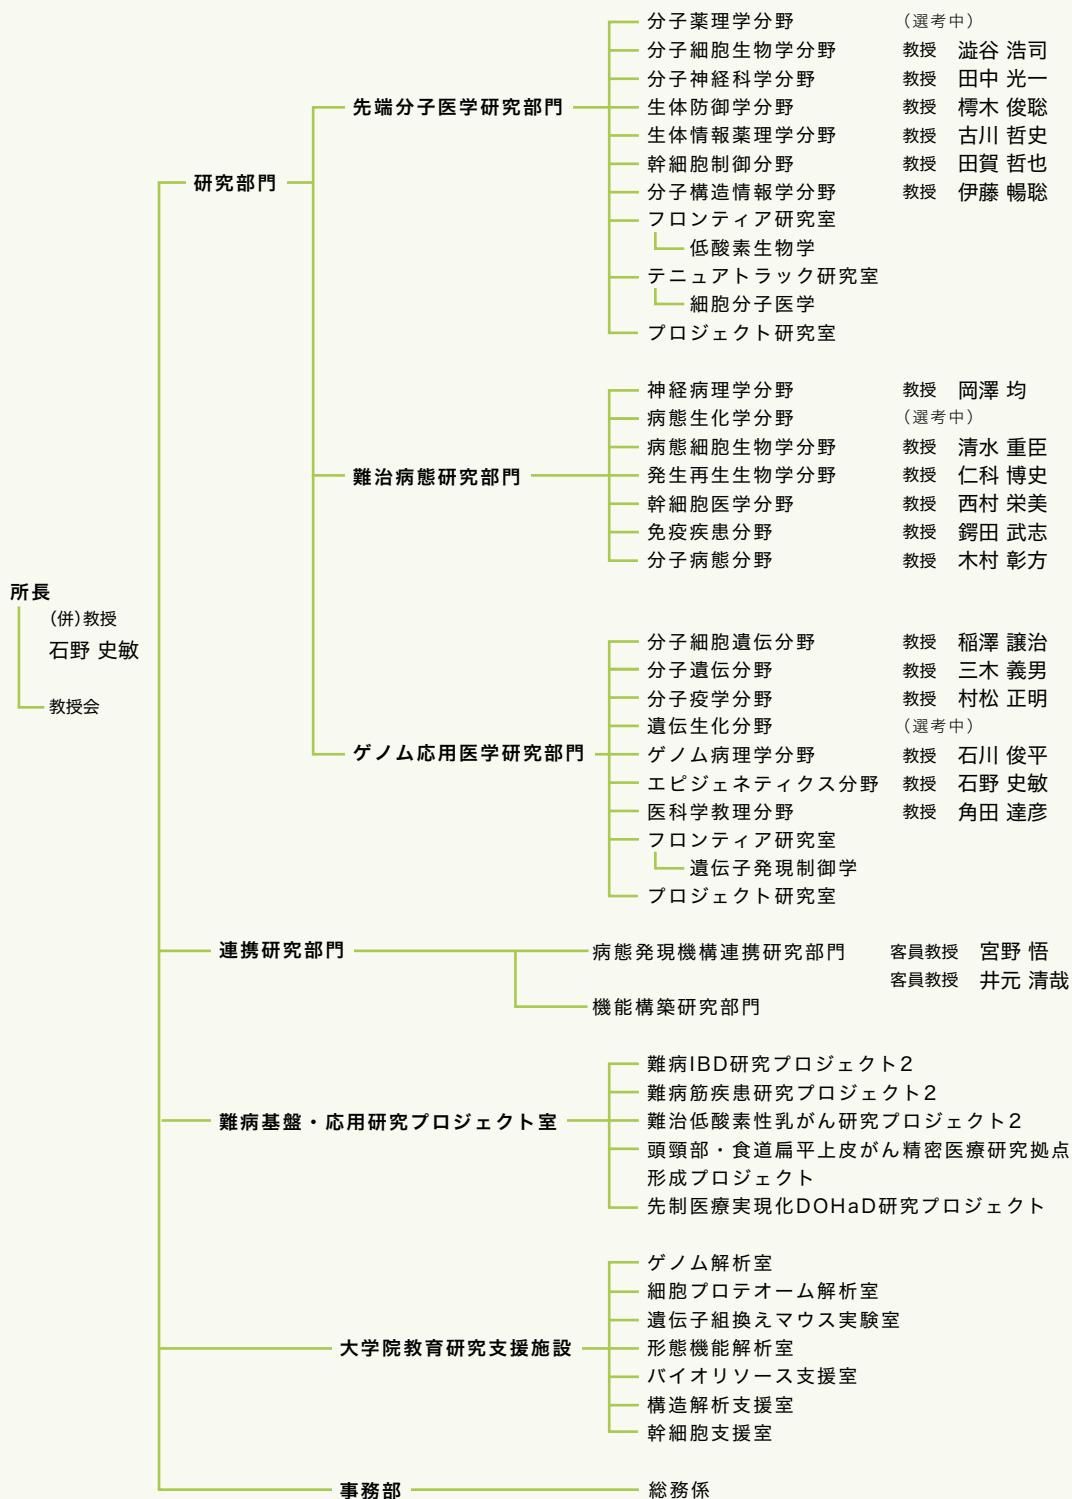 所長
(併)教授
石野 史敏
教授会
研究部門
先端分子医学研究部門
分子薬理学分野 (選考中)
分子細胞生物学分野 教授 澁谷 浩司
分子神経科学分野 教授 田中 光一
生体防御学分野 教授 樗木 俊聡
生体情報薬理学分野 教授 古川 哲史
幹細胞制御分野 教授 田賀 哲也
分子構造情報学分野 教授 伊藤 暢聡
フロンティア研究室
低酸素生物学
テニュアトラック研究室
細胞分子医学
プロジェクト研究室
難治病態研究部門
神経病理学分野 教授 岡澤 均
病態生化学分野 (選考中)
病態細胞生物学分野 教授 清水 重臣
発生再生生物学分野 教授 仁科 博史
幹細胞医学分野 教授 西村 栄美
免疫疾患分野 教授 鍔田 武志
分子病態分野 教授 木村 彰方
ゲノム応用医学研究部門
分子細胞遺伝分野 教授 稲澤 譲治
分子遺伝分野 教授 三木 義男
分子疫学分野 教授 村松 正明
遺伝生化分野 (選考中)
ゲノム病理学分野 教授 石川 俊平
エピジェネティクス分野 教授 石野 史敏
医科学教理分野 教授 角田 達彦
フロンティア研究室
遺伝子発現制御学
プロジェクト研究室
連携研究部門
病態発現機構連携研究部門 客員教授 宮野 悟
客員教授 井元 清哉
機能構築研究部門
難病基盤・応用研究プロジェクト室
難病IBD研究プロジェクト2
難病筋疾患研究プロジェクト2
難治低酸素性乳がん研究プロジェクト2
頭頸部・食道扁平上皮がん精密医療研究拠点
形成プロジェクト
先制医療実現化DOHaD研究プロジェクト
大学院教育研究支援施設
ゲノム解析室
細胞プロテオーム解析室
遺伝子組換えマウス実験室
形態機能解析室
バイオリソース支援室
構造解析支援室
幹細胞支援室
事務部
総務係